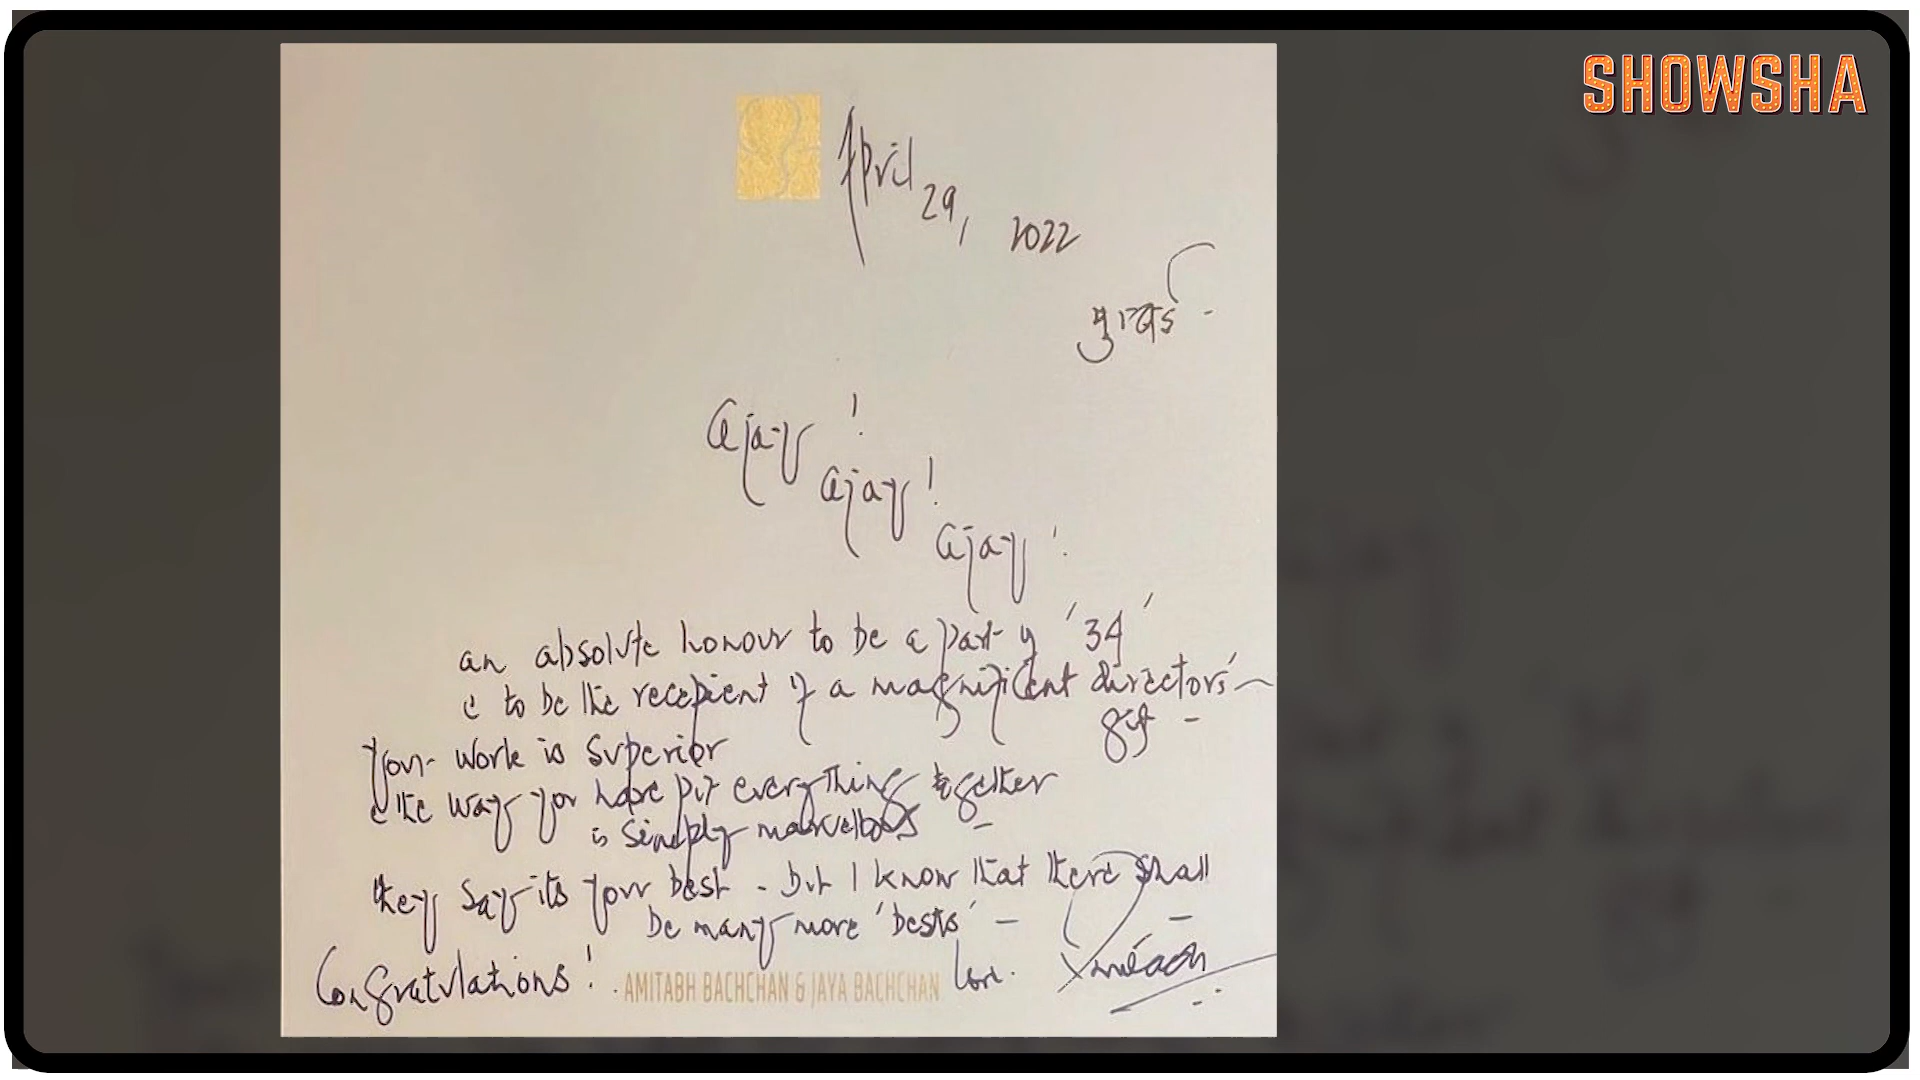 SHOWSHA
April 29, 2022
मुम्बई -
Ajay !
Ajay !
Ajay !
an absolute honour to be a part of '34'
& to be the recepient of a magnificent directors'
gift -
Your work is superior
& the way you have put everything together
is simply marvellous -
they say its your best - but I know that there shall
be many more 'bests' -
Congratulations !
AMITABH BACHCHAN & JAYA BACHCHAN
love.